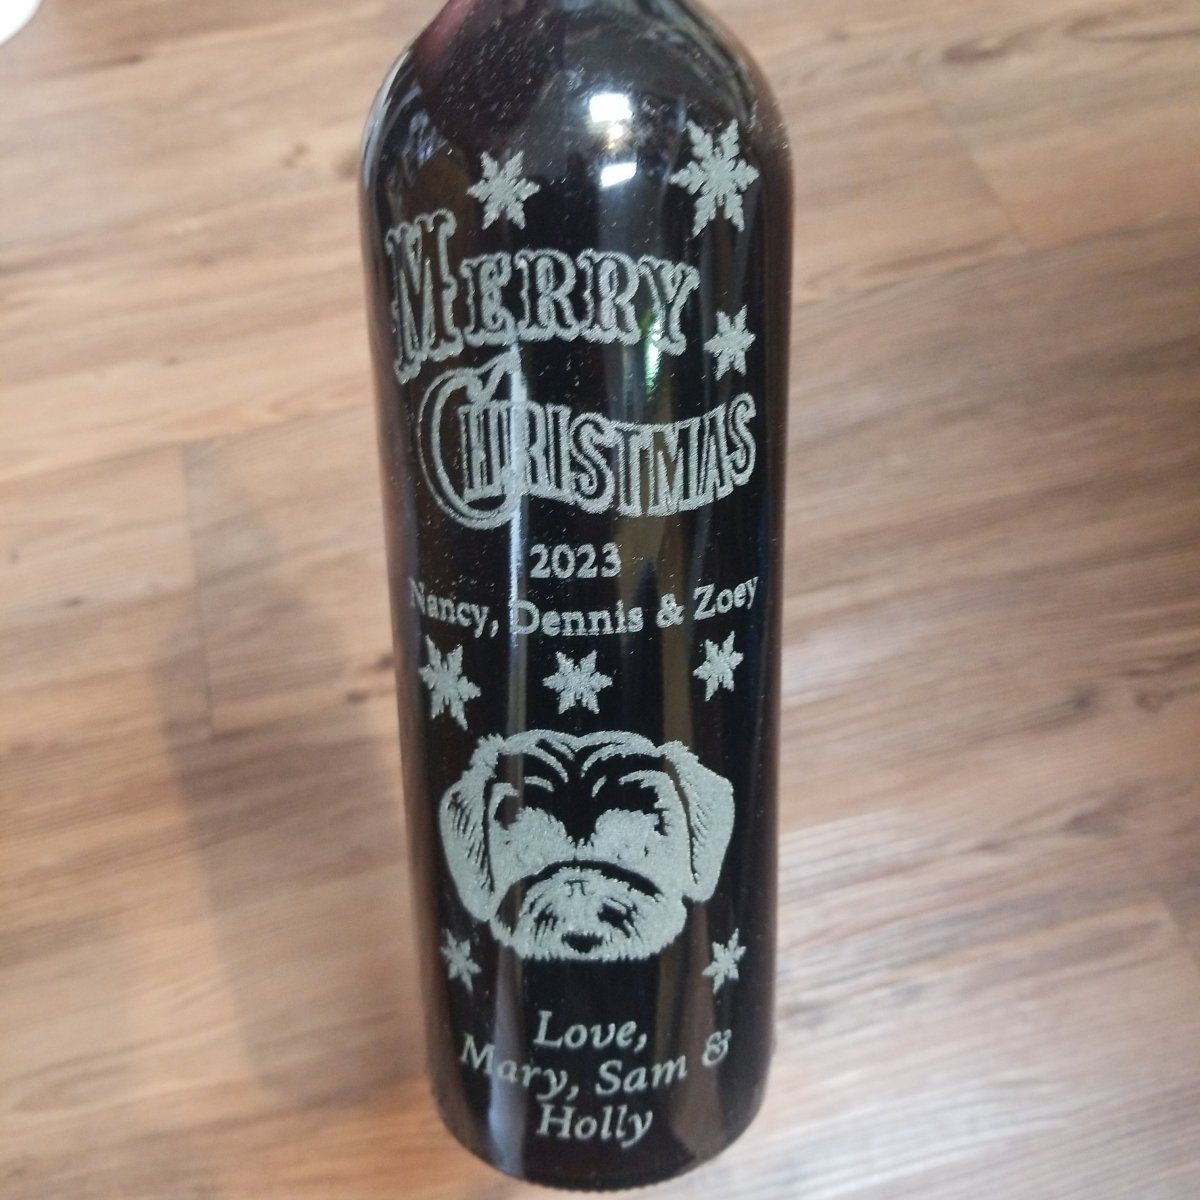 MERRY
CHRISTMAS
2023
Nancy, Dennis & Zoey
Love,
Mary, Sam &
Holly